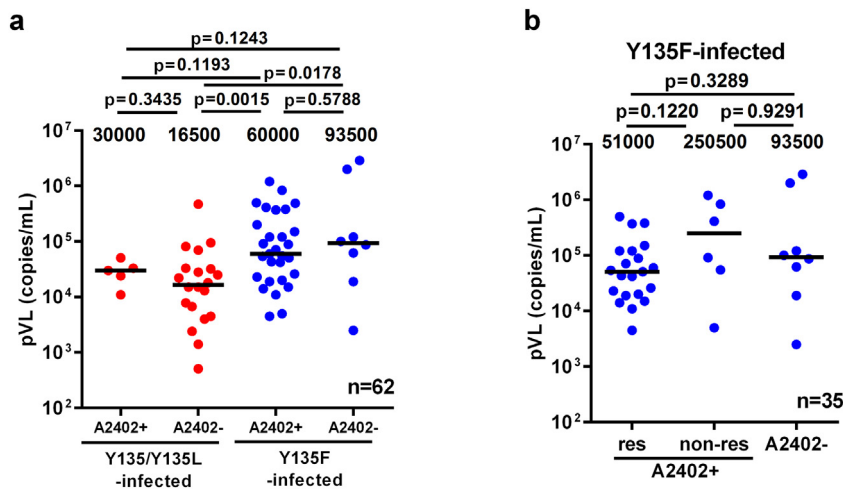 a
p=0.1243
p=0.1193
p=0.0178
p=0.3435 p=0.0015 p=0.5788
30000 16500 60000 93500
10^7
10^6
10^5
10^4
10^3
10^2
pVL (copies/mL)
n=62
A2402+ A2402- A2402+ A2402-
Y135/Y135L Y135F
-infected -infected
b
Y135F-infected
p=0.3289
p=0.1220 p=0.9291
51000 250500 93500
10^7
10^6
10^5
10^4
10^3
10^2
pVL (copies/mL)
n=35
res non-res A2402-
A2402+